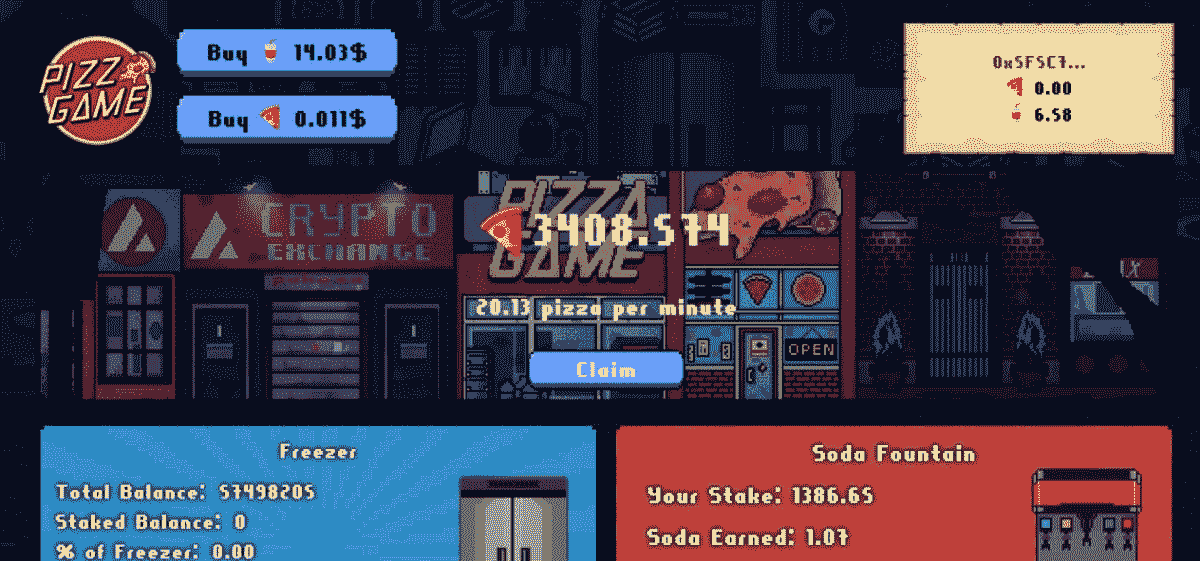 PIZZ
GAME
Buy 14.03$
Buy 0.011$
0x5F5C7...
0.00
6.58
CRYPTO
EXCHANGE
PIZZA
GAME
3408.574
20.13 pizza per minute
OPEN
Claim
Freezer
Total Balance: 57498205
Staked Balance: 0
% of Freezer: 0.00
Soda Fountain
Your Stake: 1386.65
Soda Earned: 1.07